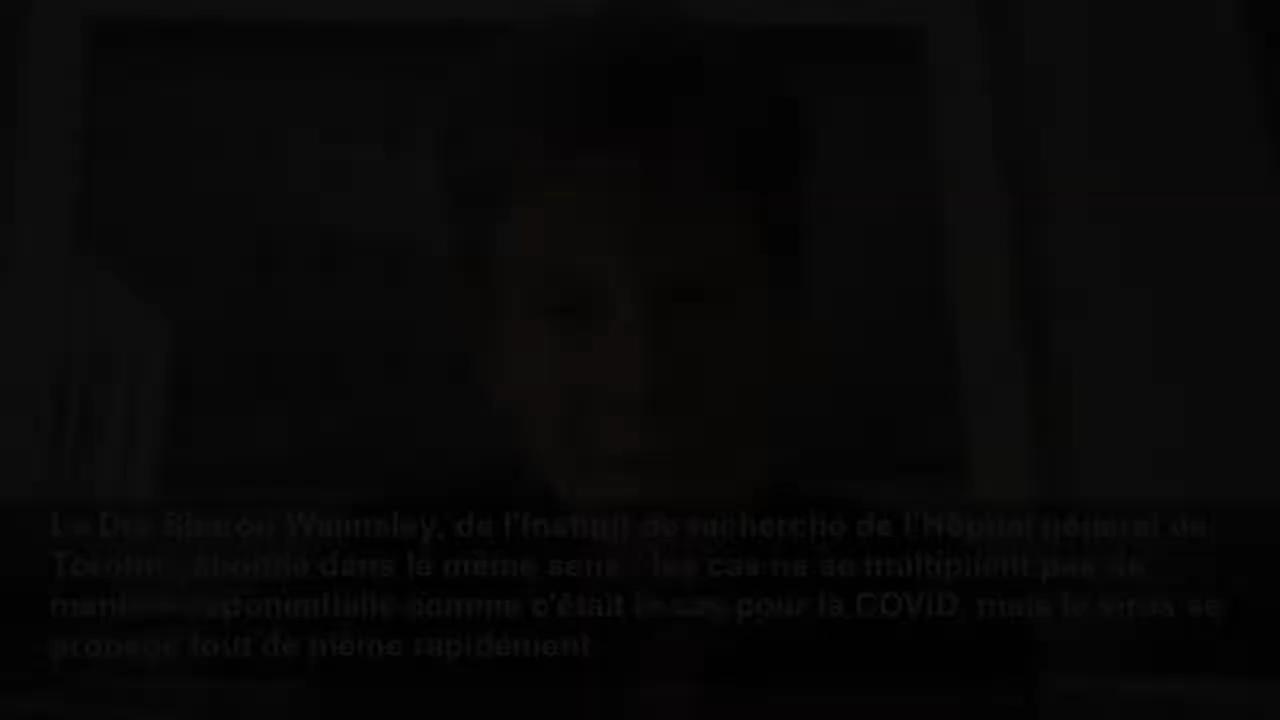 La Dre Sharon Walmsley, de l'Institut de recherche de l'Hôpital général de
Toronto, abonde dans le même sens : les cas ne se multiplient pas de
manière exponentielle comme c'était le cas pour la COVID, mais le virus se
propage tout de même rapidement